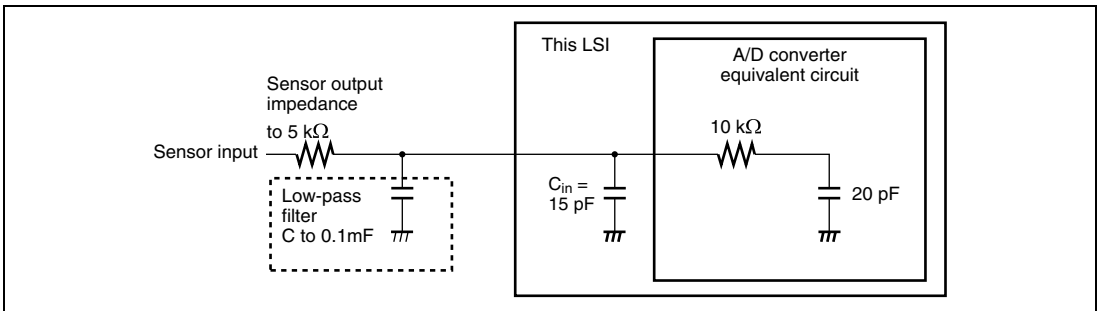 This LSI
A/D converter
equivalent circuit
Sensor output
impedance
to 5 kΩ
10 kΩ
Sensor input
Low-pass
filter
C to 0.1mF
Cin =
15 pF
20 pF